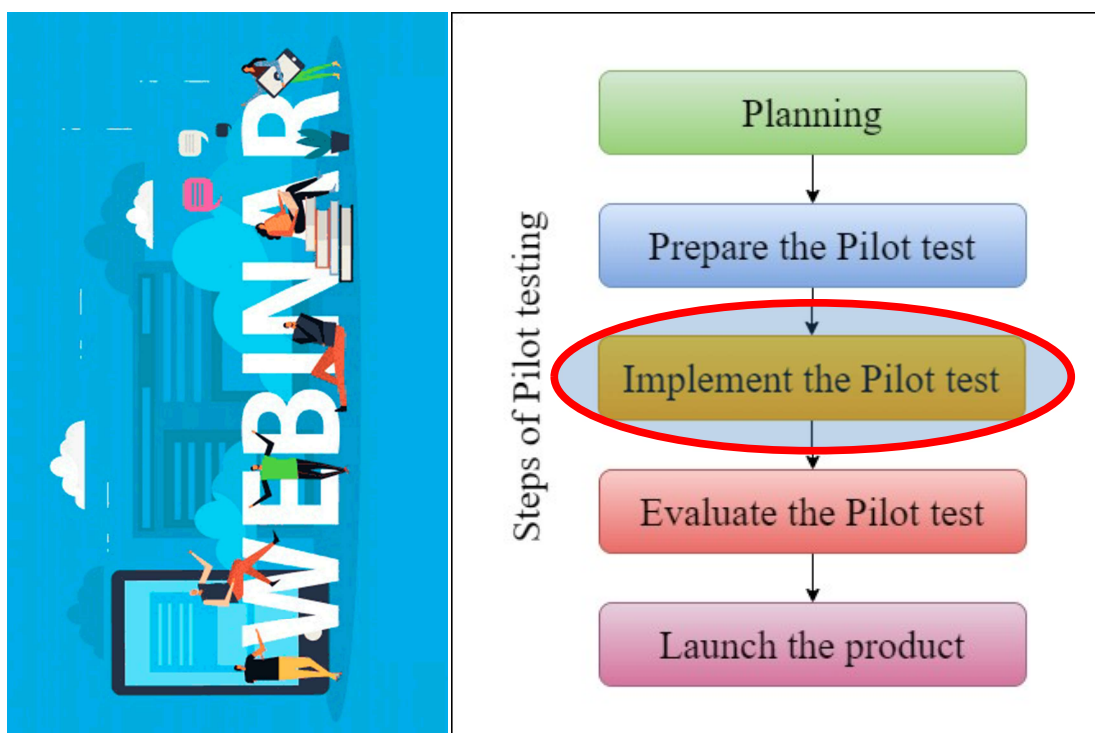 WEBINAR
Steps of Pilot testing
Planning
Prepare the Pilot test
Implement the Pilot test
Evaluate the Pilot test
Launch the product